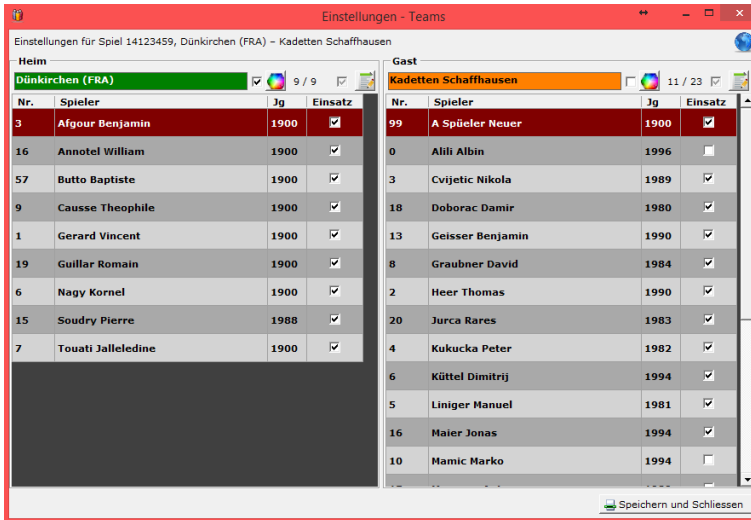 Einstellungen - Teams
Einstellungen für Spiel 14123459, Dünkirchen (FRA) – Kadetten Schaffhausen
Heim
Dünkirchen (FRA) 9 / 9
Nr. Spieler Jg Einsatz
3 Afgour Benjamin 1900
16 Annotel William 1900
57 Butto Baptiste 1900
9 Causse Theophile 1900
1 Gerard Vincent 1900
19 Guillar Romain 1900
6 Nagy Kornel 1900
15 Soudry Pierre 1988
7 Touati Jalleledine 1900
Gast
Kadetten Schaffhausen 11 / 23
Nr. Spieler Jg Einsatz
99 A Spüeler Neuer 1900
0 Alili Albin 1996
3 Cvijetic Nikola 1989
18 Doborac Damir 1980
13 Geisser Benjamin 1990
8 Graubner David 1984
2 Heer Thomas 1990
20 Jurca Rares 1983
4 Kukucka Peter 1982
6 Küttel Dimitrij 1994
5 Liniger Manuel 1981
16 Maier Jonas 1994
10 Mamic Marko 1994
Speichern und Schliessen